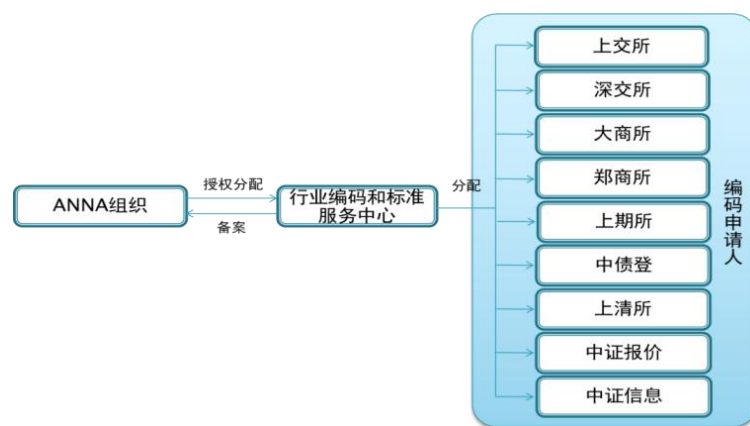 ANNA组织
授权分配
备案
行业编码和标准
服务中心
分配
上交所
深交所
大商所
郑商所
上期所
中债登
上清所
中证报价
中证信息
编码申请人